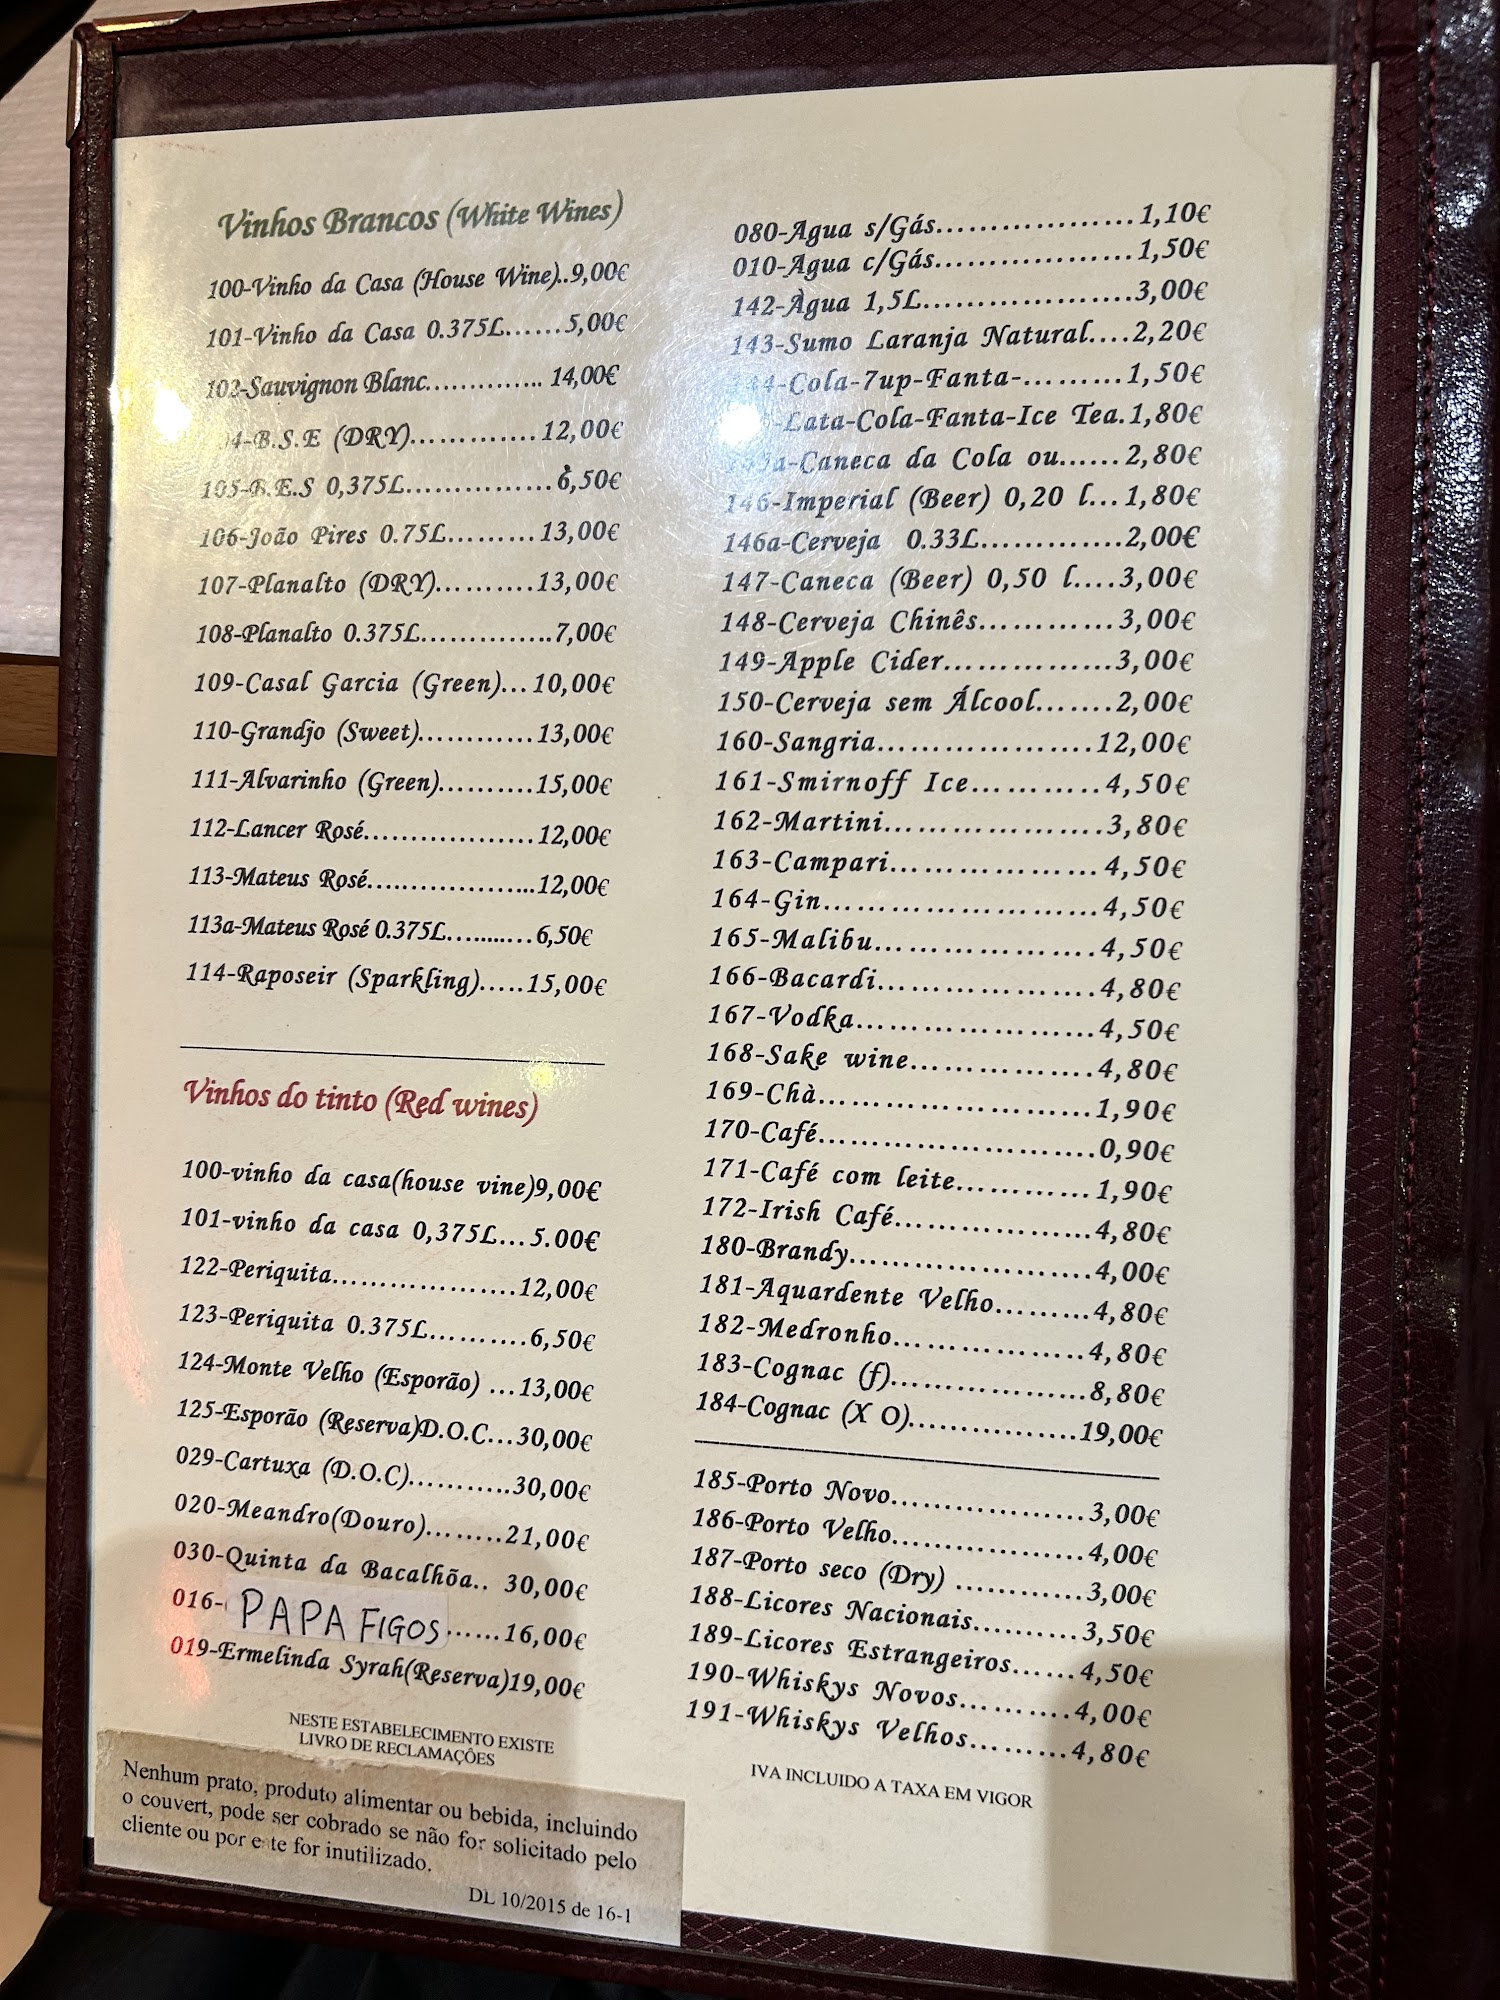 Vinhos Brancos (White Wines)
100-Vinho da Casa (House Wine)..9,00€
101-Vinho da Casa 0.375L......5,00€
102-Sauvignon Blanc............. 14,00€
04-B.S.E (DRY)............12,00€
105-B.E.S 0,375L...............6,50€
106-João Pires 0.75L.........13,00€
107-Planalto (DRY)..........13,00€
108-Planalto 0.375L..............7,00€
109-Casal Garcia (Green)...10,00€
110-Grandjo (Sweet)............13,00€
111-Alvarinho (Green)..........15,00€
112-Lancer Rosé.................12,00€
113-Mateus Rosé.................12,00€
113a-Mateus Rosé 0.375L...........6,50€
114-Raposeir (Sparkling).....15,00€
Vinhos do tinto (Red wines)
100-vinho da casa(house vine)9,00€
101-vinho da casa 0,375L...5.00€
122-Periquita...................12,00€
123-Periquita 0.375L..........6,50€
124-Monte Velho (Esporão) ...13,00€
125-Esporão (Reserva)D.O.C...30,00€
029-Cartuxa (D.O.C)...........30,00€
020-Meandro(Douro)........21,00€
030-Quinta da Bacalhõa.. 30,00€
016- PAPA FIGOS ......16,00€
019-Ermelinda Syrah(Reserva)19,00€
NESTE ESTABELECIMENTO EXISTE
LIVRO DE RECLAMAÇÔES
Nenhum prato, produto alimentar ou bebida, incluindo
o couvert, pode ser cobrado se não for solicitado pelo
cliente ou por este for inutilizado.
DL 10/2015 de 16-1
080-Agua s/Gás..................1,10€
010-Agua c/Gás..................1,50€
142-Àgua 1,5L...................3,00€
143-Sumo Laranja Natural....2,20€
144-Cola-7up-Fanta-.........1,50€
-Lata-Cola-Fanta-Ice Tea.1,80€
a-Caneca da Cola ou......2,80€
146-Imperial (Beer) 0,20 l...1,80€
146a-Cerveja 0.33L.............2,00€
147-Caneca (Beer) 0,50 l....3,00€
148-Cerveja Chinês............3,00€
149-Apple Cider...............3,00€
150-Cerveja sem Álcool.......2,00€
160-Sangria...................12,00€
161-Smirnoff Ice...........4,50€
162-Martini...................3,80€
163-Campari..................4,50€
164-Gin........................4,50€
165-Malibu...................4,50€
166-Bacardi...................4,80€
167-Vodka.....................4,50€
168-Sake wine................4,80€
169-Chà........................1,90€
170-Café........................0,90€
171-Café com leite............1,90€
172-Irish Café.................4,80€
180-Brandy.....................4,00€
181-Aquardente Velho.........4,80€
182-Medronho.................4,80€
183-Cognac (f)..................8,80€
184-Cognac (X O)................19,00€
185-Porto Novo..................3,00€
186-Porto Velho..................4,00€
187-Porto seco (Dry) ............3,00€
188-Licores Nacionais..........3,50€
189-Licores Estrangeiros......4,50€
190-Whiskys Novos..........4,00€
191-Whiskys Velhos.........4,80€
IVA INCLUIDO A TAXA EM VIGOR